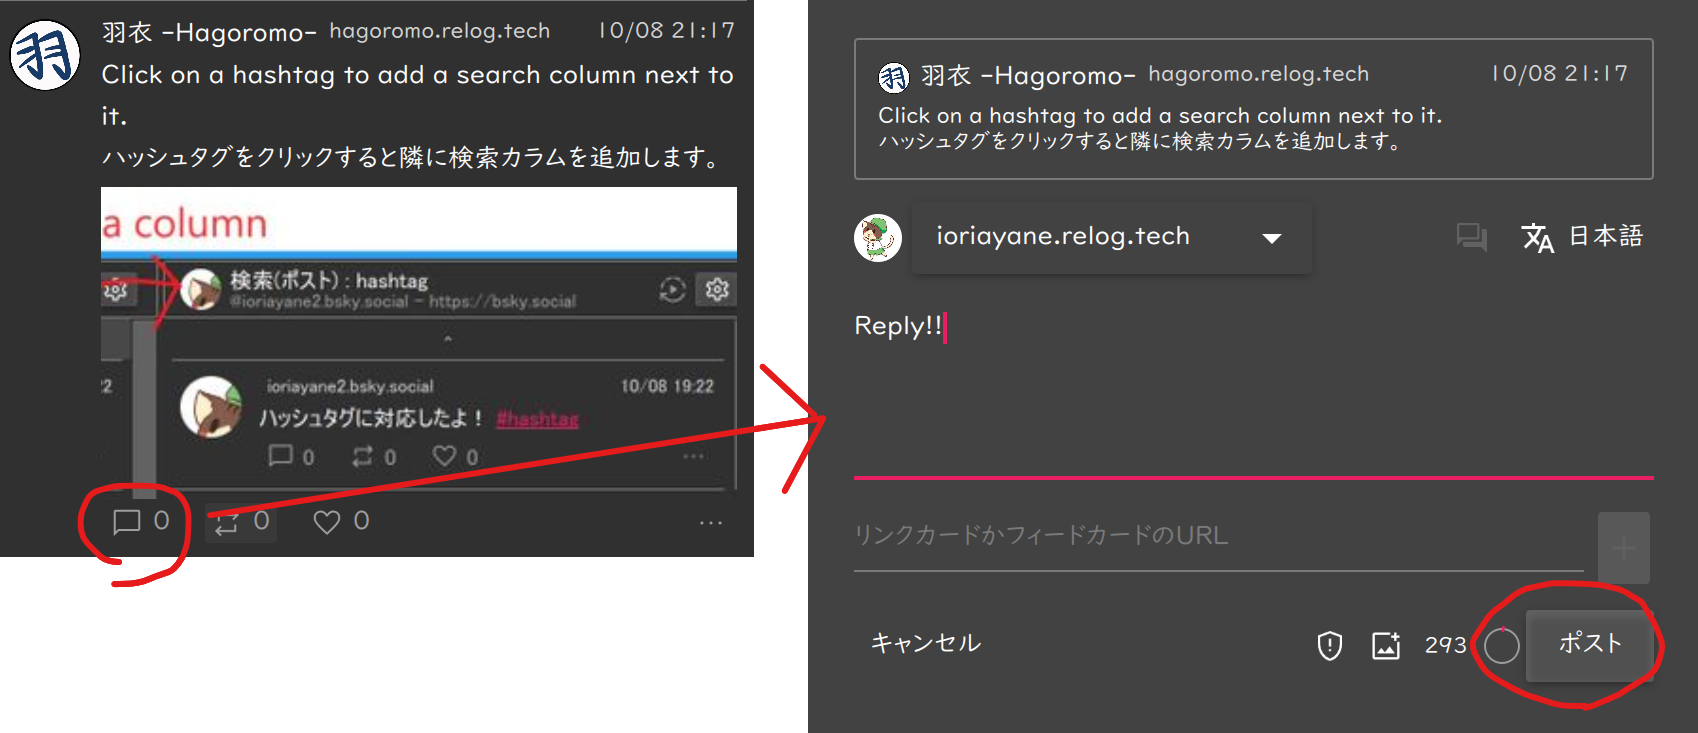 羽衣 -Hagoromo- hagoromo.relog.tech 10/08 21:17
Click on a hashtag to add a search column next to
it.
ハッシュタグをクリックすると隣に検索カラムを追加します。
a column
検索(ポスト) : hashtag
@ioriayane2.bsky.social - https://bsky.social
22
ioriayane2.bsky.social 10/08 19:22
ハッシュタグに対応したよ! #hashtag
0 0 0 ...
0 0 0 ...
羽衣 -Hagoromo- hagoromo.relog.tech 10/08 21:17
Click on a hashtag to add a search column next to it.
ハッシュタグをクリックすると隣に検索カラムを追加します。
ioriayane.relog.tech 日本語
Reply!!
リンクカードかフィードカードのURL
キャンセル 293 ポスト